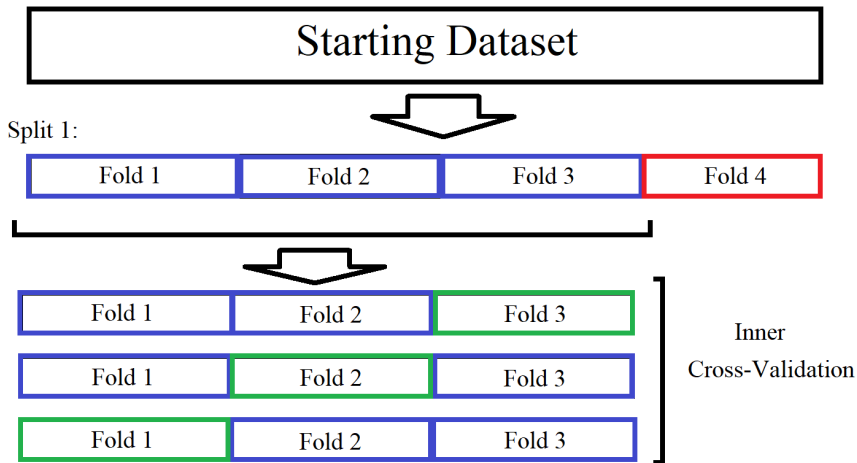 Starting Dataset
Split 1:
Fold 1 Fold 2 Fold 3 Fold 4
Fold 1 Fold 2 Fold 3
Fold 1 Fold 2 Fold 3
Fold 1 Fold 2 Fold 3
Inner
Cross-Validation